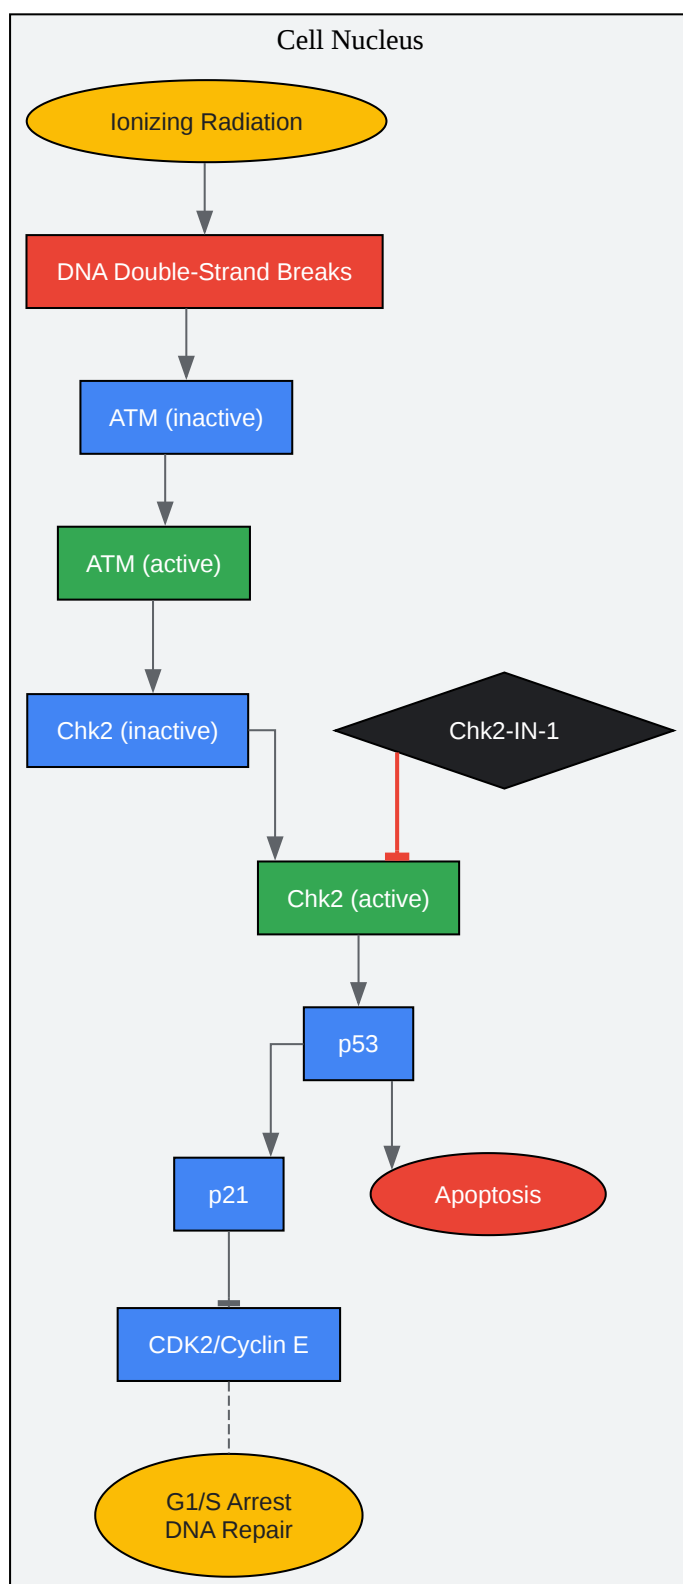 Cell Nucleus
Ionizing Radiation
DNA Double-Strand Breaks
ATM (inactive)
ATM (active)
Chk2 (inactive)
Chk2-IN-1
Chk2 (active)
p53
p21
Apoptosis
CDK2/Cyclin E
G1/S Arrest
DNA Repair